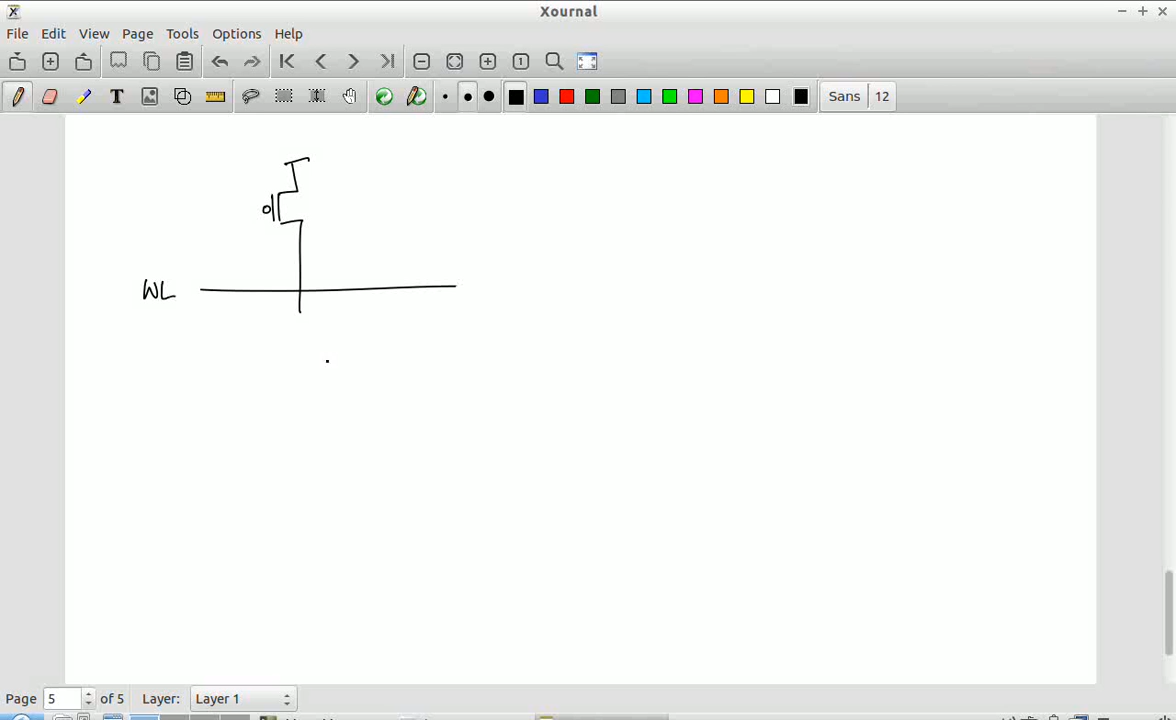 Xournal
File Edit View Page Tools Options Help
Sans 12
WL
Page 5 of 5 Layer: Layer 1